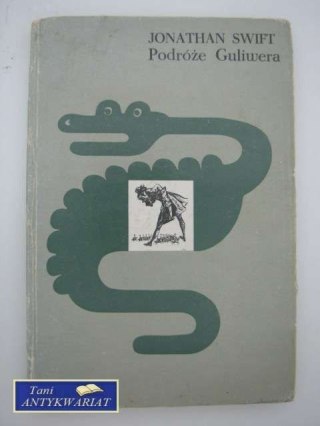 JONATHAN SWIFT
Podróże Guliwera
Tani
ANTYKWARIAT